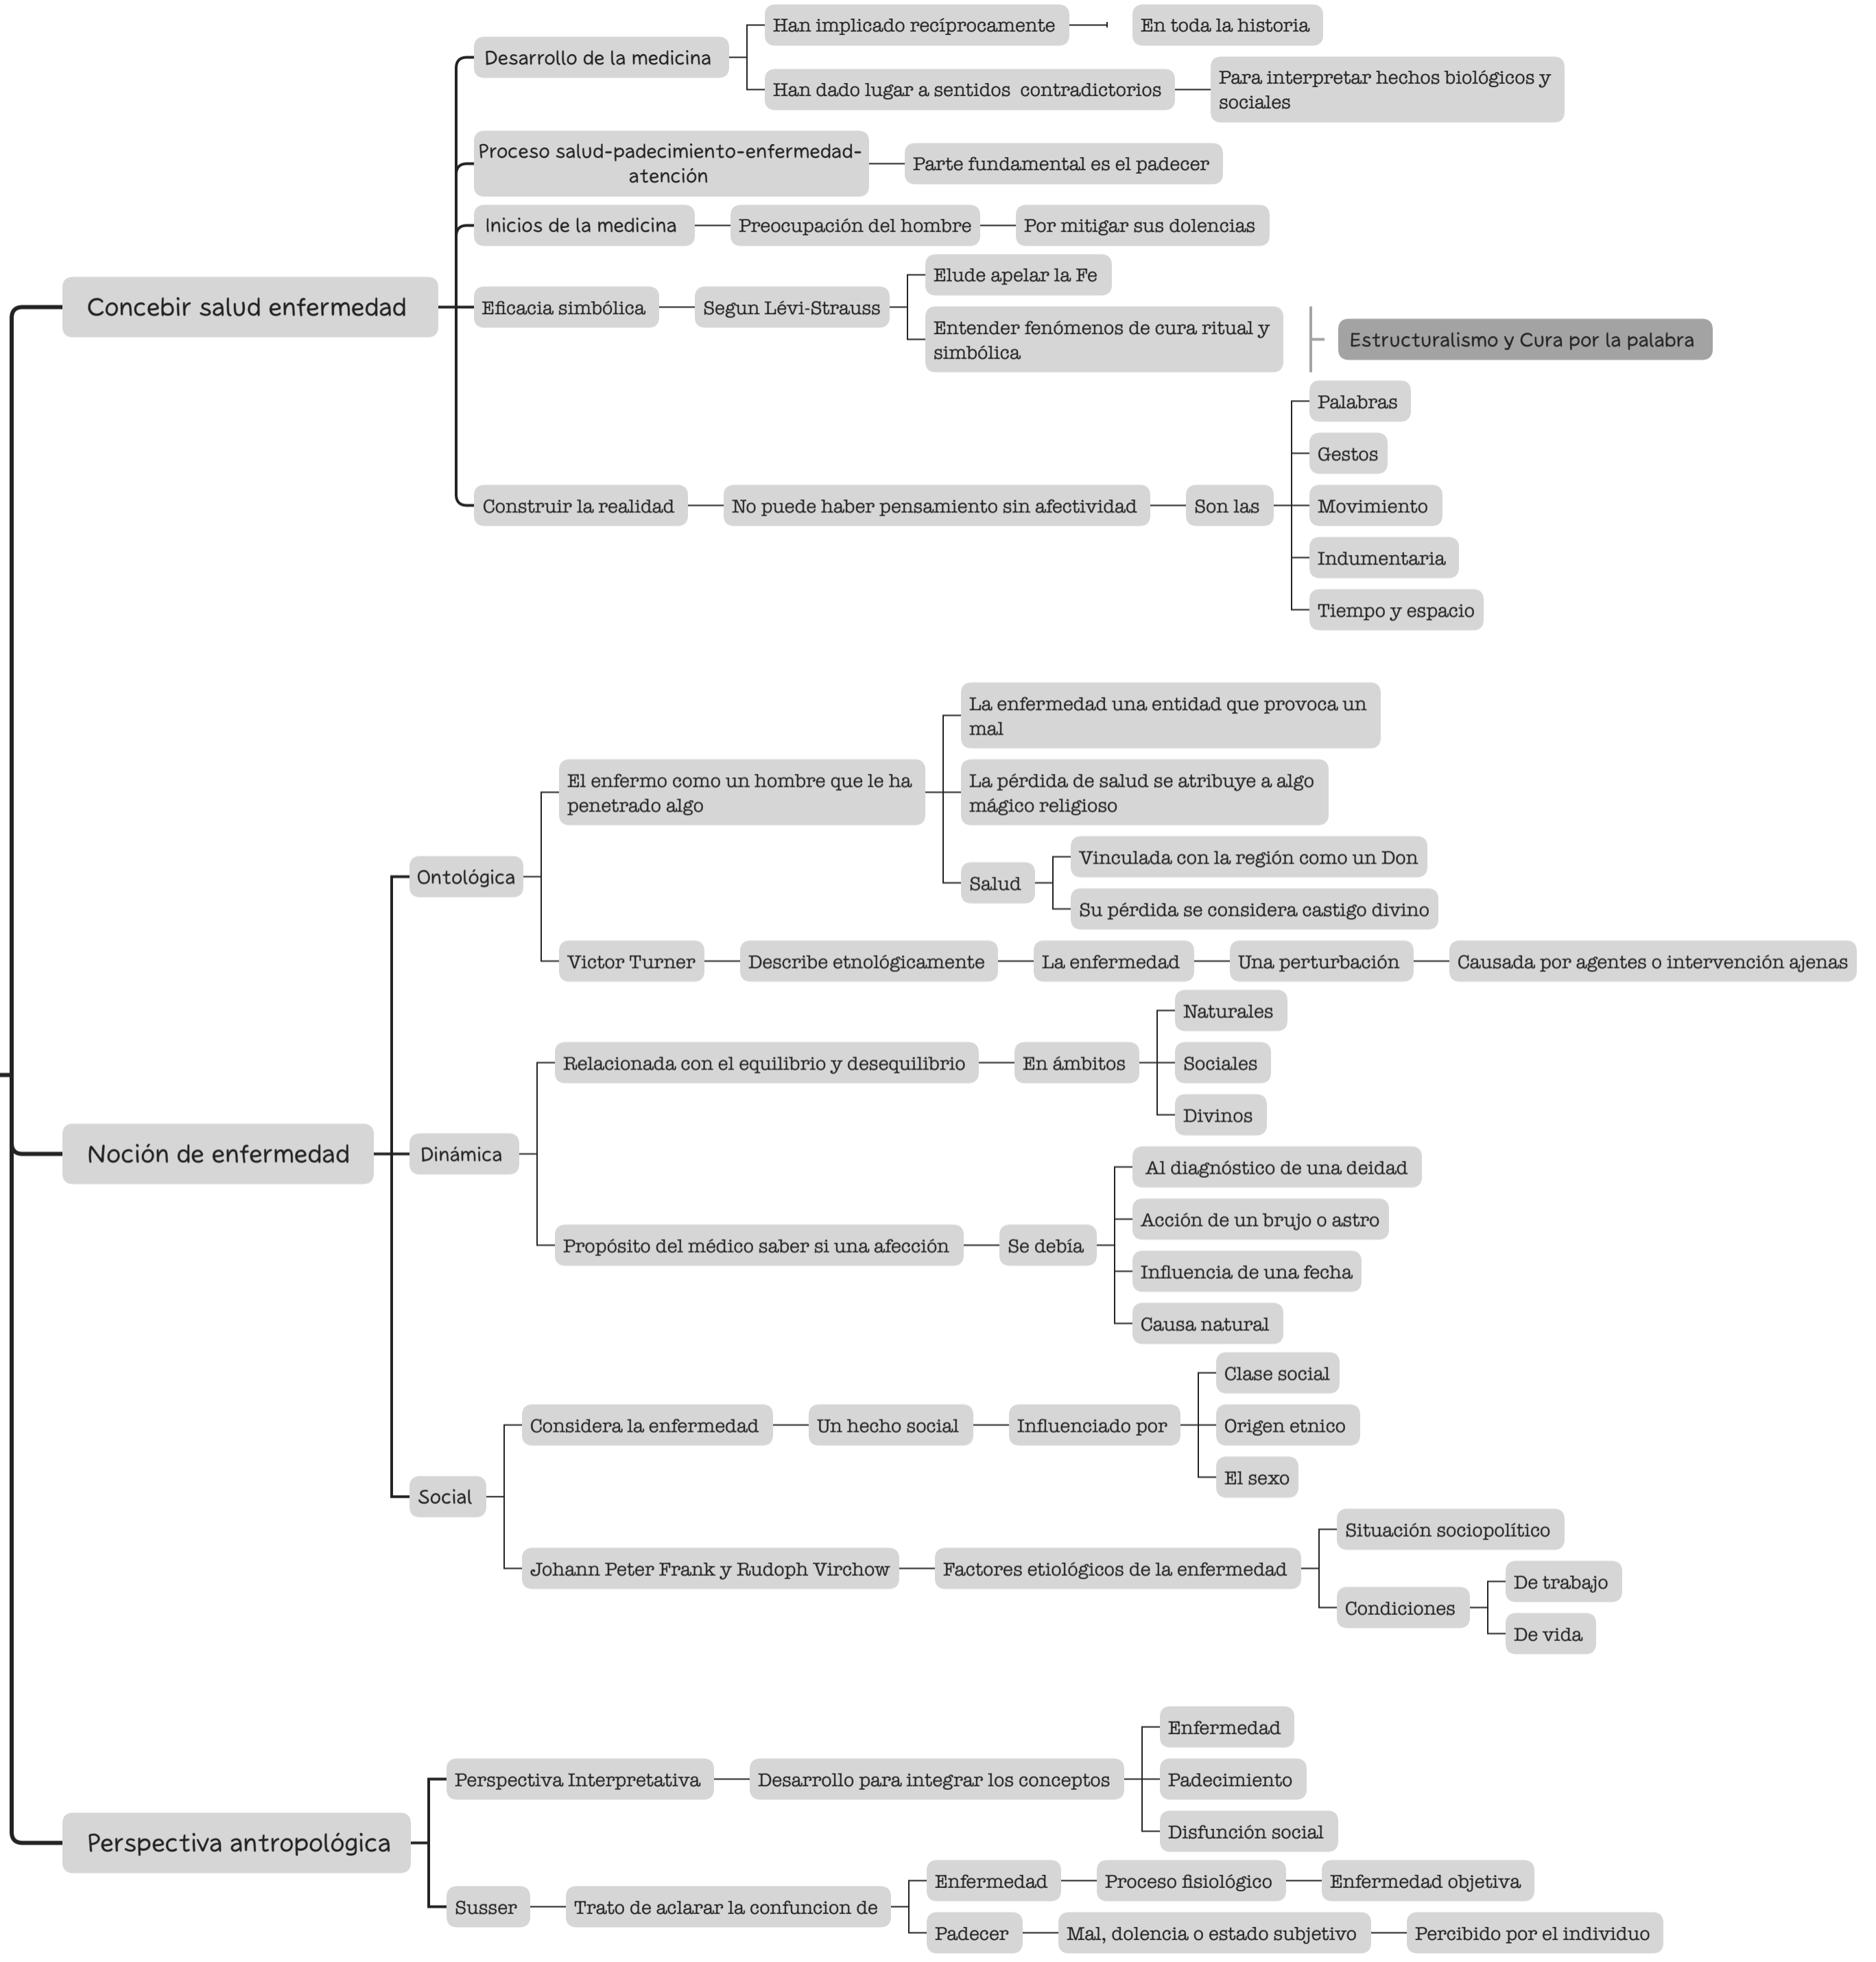 Concebir salud enfermedad
Desarrollo de la medicina
Han implicado recíprocamente
En toda la historia
Han dado lugar a sentidos contradictorios
Para interpretar hechos biológicos y
sociales
Proceso salud-padecimiento-enfermedad-
atención
Parte fundamental es el padecer
Inicios de la medicina
Preocupación del hombre
Por mitigar sus dolencias
Eficacia simbólica
Segun Lévi-Strauss
Elude apelar la Fe
Entender fenómenos de cura ritual y
simbólica
Estructuralismo y Cura por la palabra
Construir la realidad
No puede haber pensamiento sin afectividad
Son las
Palabras
Gestos
Movimiento
Indumentaria
Tiempo y espacio
Noción de enfermedad
Ontológica
El enfermo como un hombre que le ha
penetrado algo
La enfermedad una entidad que provoca un
mal
La pérdida de salud se atribuye a algo
mágico religioso
Salud
Vinculada con la región como un Don
Su pérdida se considera castigo divino
Victor Turner
Describe etnológicamente
La enfermedad
Una perturbación
Causada por agentes o intervención ajenas
Dinámica
Relacionada con el equilibrio y desequilibrio
En ámbitos
Naturales
Sociales
Divinos
Propósito del médico saber si una afección
Se debía
Al diagnóstico de una deidad
Acción de un brujo o astro
Influencia de una fecha
Causa natural
Social
Considera la enfermedad
Un hecho social
Influenciado por
Clase social
Origen etnico
El sexo
Johann Peter Frank y Rudoph Virchow
Factores etiológicos de la enfermedad
Situación sociopolítico
Condiciones
De trabajo
De vida
Perspectiva antropológica
Perspectiva Interpretativa
Desarrollo para integrar los conceptos
Enfermedad
Padecimiento
Disfunción social
Susser
Trato de aclarar la confuncion de
Enfermedad
Proceso fisiológico
Enfermedad objetiva
Padecer
Mal, dolencia o estado subjetivo
Percibido por el individuo